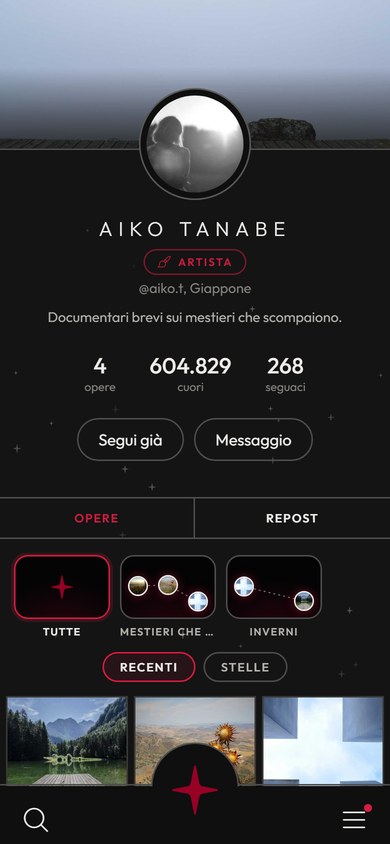 AIKO TANABE
ARTISTA
@aiko.t, Giappone
Documentari brevi sui mestieri che scompaiono.
4 604.829 268
opere cuori seguaci
Segui già Messaggio
OPERE REPOST
TUTTE MESTIERI CHE ... INVERNI
RECENTI STELLE